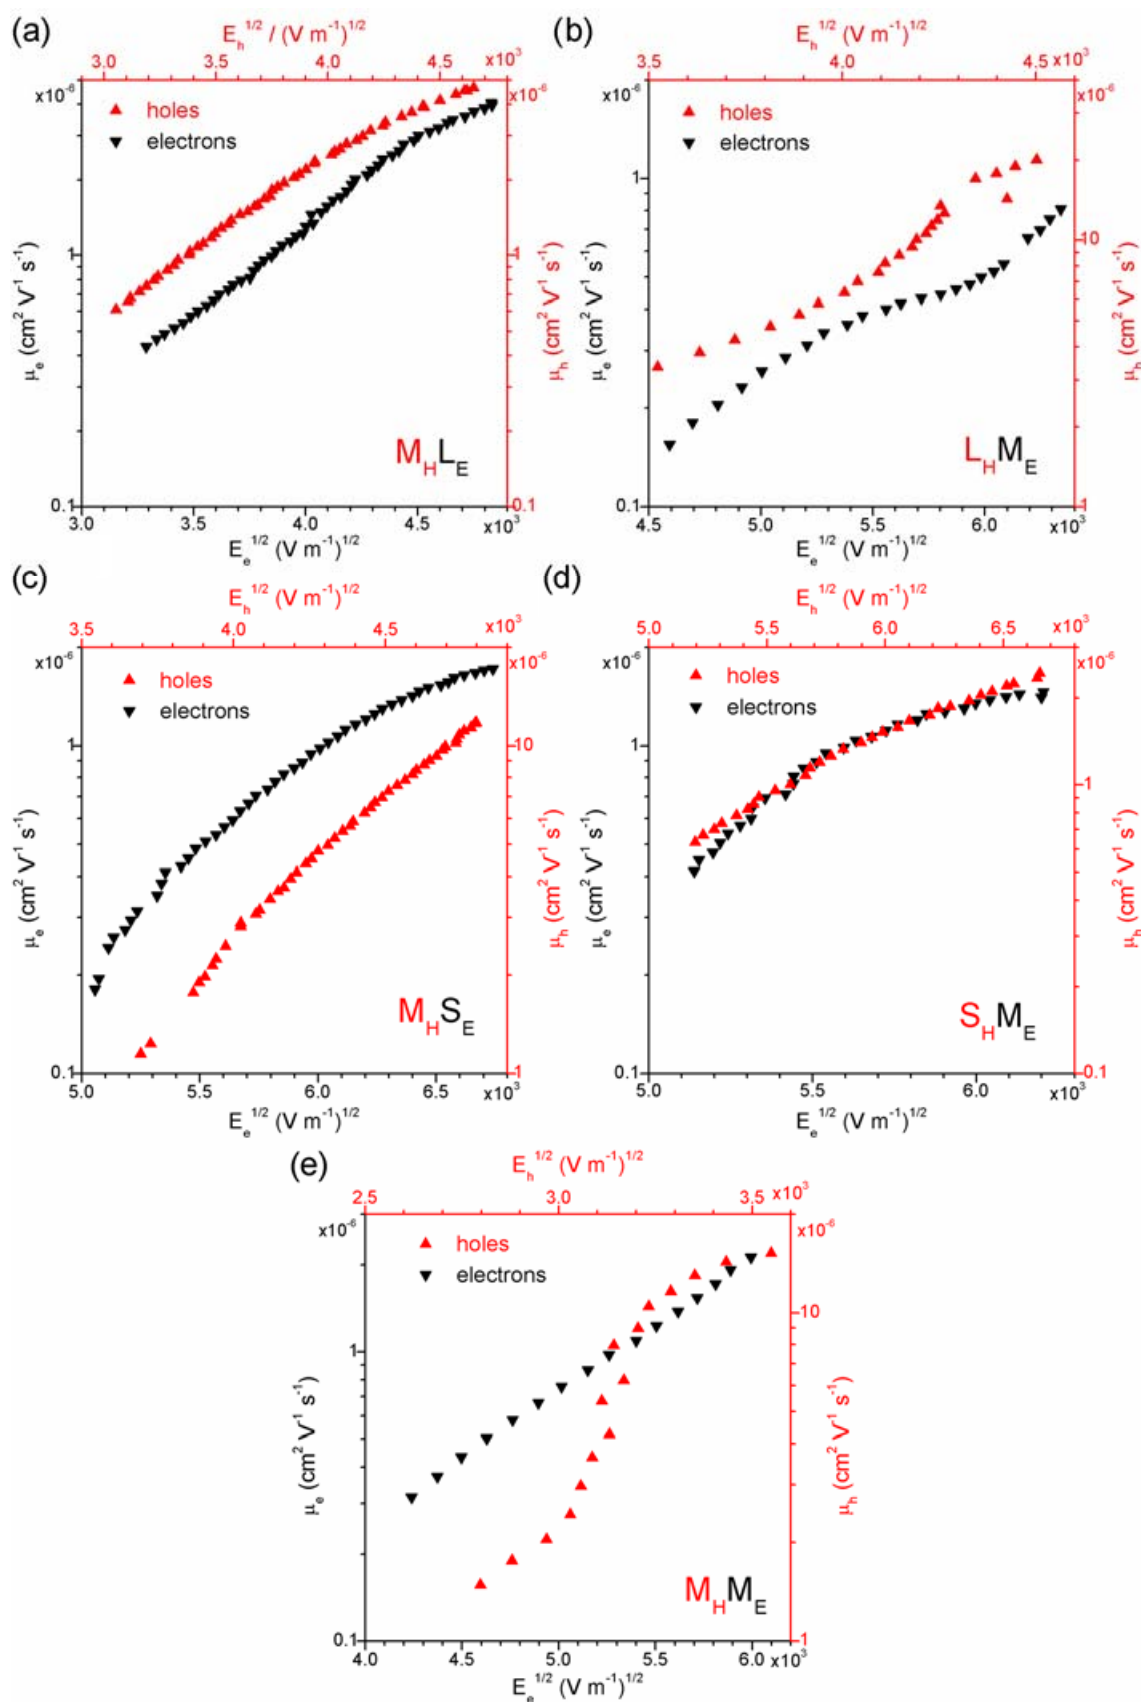 (a)
E_h^1/2 / (V m^-1)^1/2
3.0 3.5 4.0 4.5 x10^3
x10^-6 x10^-6
holes
electrons
1 1
μ_e (cm^2 V^-1 s^-1)
μ_h (cm^2 V^-1 s^-1)
M_H L_E
0.1 0.1
3.0 3.5 4.0 4.5 x10^3
E_e^1/2 (V m^-1)^1/2
(b)
E_h^1/2 (V m^-1)^1/2
3.5 4.0 4.5 x10^3
x10^-6 x10^-6
holes
electrons
1 10
μ_e (cm^2 V^-1 s^-1)
μ_h (cm^2 V^-1 s^-1)
L_H M_E
0.1 1
4.5 5.0 5.5 6.0 x10^3
E_e^1/2 (V m^-1)^1/2
(c)
E_h^1/2 (V m^-1)^1/2
3.5 4.0 4.5 x10^3
x10^-6 x10^-6
holes
electrons
1 10
μ_e (cm^2 V^-1 s^-1)
μ_h (cm^2 V^-1 s^-1)
M_H S_E
0.1 1
5.0 5.5 6.0 6.5 x10^3
E_e^1/2 (V m^-1)^1/2
(d)
E_h^1/2 (V m^-1)^1/2
5.0 5.5 6.0 6.5 x10^3
x10^-6 x10^-6
holes
electrons
1 1
μ_e (cm^2 V^-1 s^-1)
μ_h (cm^2 V^-1 s^-1)
S_H M_E
0.1 0.1
5.0 5.5 6.0 x10^3
E_e^1/2 (V m^-1)^1/2
(e)
E_h^1/2 (V m^-1)^1/2
2.5 3.0 3.5 x10^3
x10^-6 x10^-6
holes
electrons
1 10
μ_e (cm^2 V^-1 s^-1)
μ_h (cm^2 V^-1 s^-1)
M_H M_E
0.1 1
4.0 4.5 5.0 5.5 6.0 x10^3
E_e^1/2 (V m^-1)^1/2